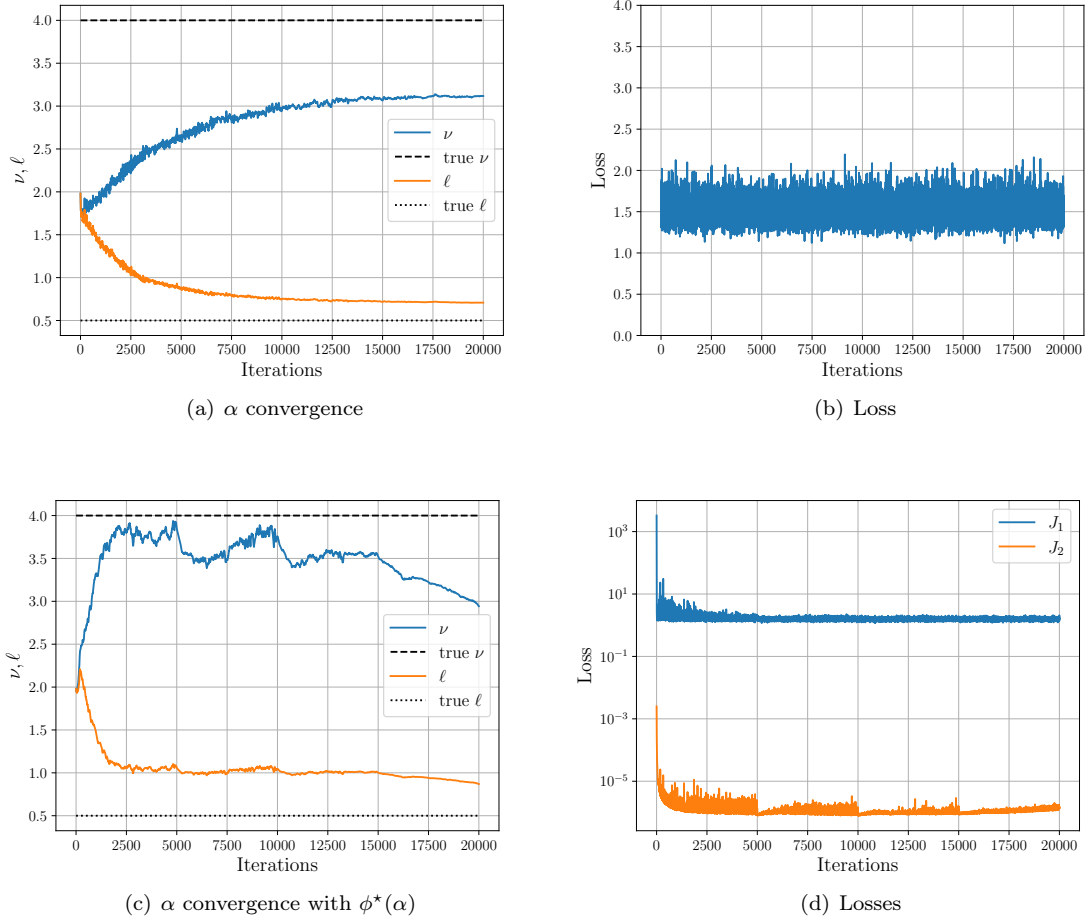 4.0
3.5
3.0
2.5
2.0
1.5
1.0
0.5
ν, ℓ
ν
true ν
ℓ
true ℓ
0 2500 5000 7500 10000 12500 15000 17500 20000
Iterations
(a) α convergence
4.0
3.5
3.0
2.5
2.0
1.5
1.0
0.5
0.0
Loss
0 2500 5000 7500 10000 12500 15000 17500 20000
Iterations
(b) Loss
4.0
3.5
3.0
2.5
2.0
1.5
1.0
0.5
ν, ℓ
ν
true ν
ℓ
true ℓ
0 2500 5000 7500 10000 12500 15000 17500 20000
Iterations
(c) α convergence with ϕ⋆(α)
10³
10¹
10⁻¹
10⁻³
10⁻⁵
Loss
J₁
J₂
0 2500 5000 7500 10000 12500 15000 17500 20000
Iterations
(d) Losses